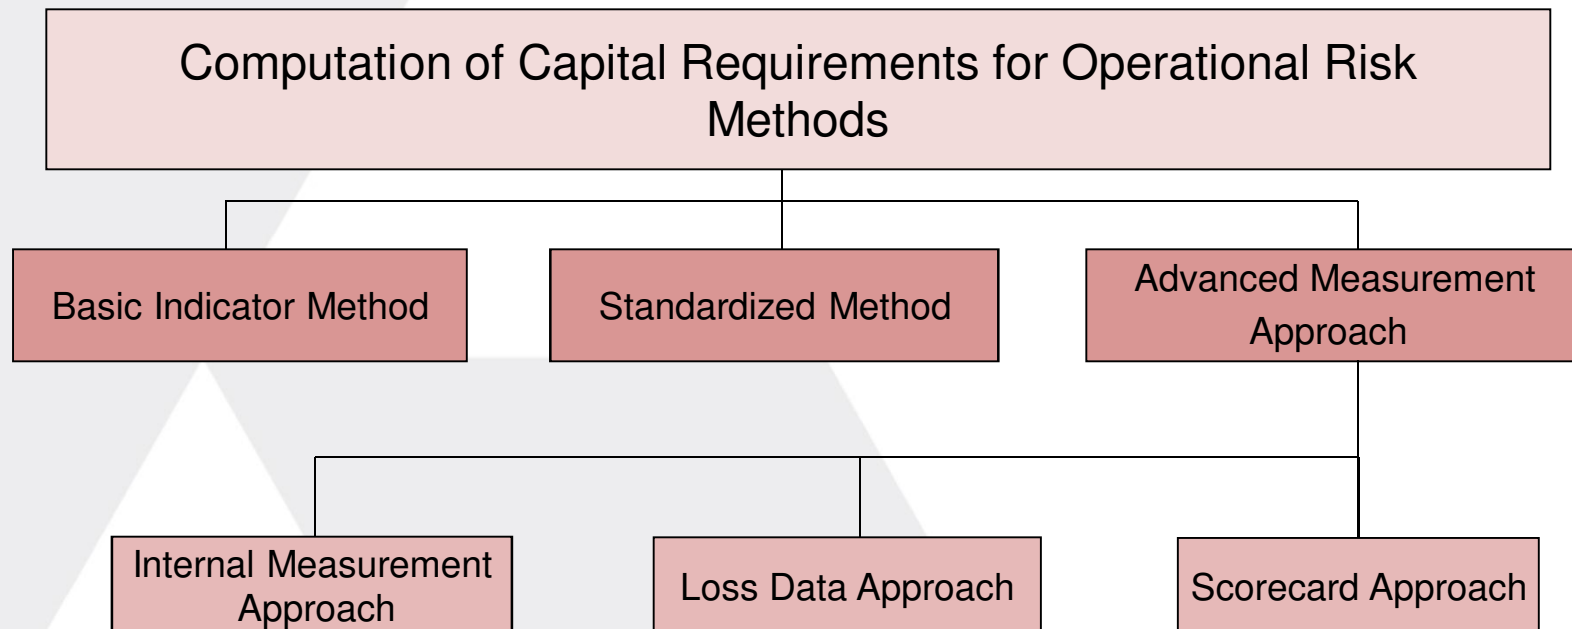 Computation of Capital Requirements for Operational Risk
Methods
Basic Indicator Method
Standardized Method
Advanced Measurement
Approach
Internal Measurement
Approach
Loss Data Approach
Scorecard Approach